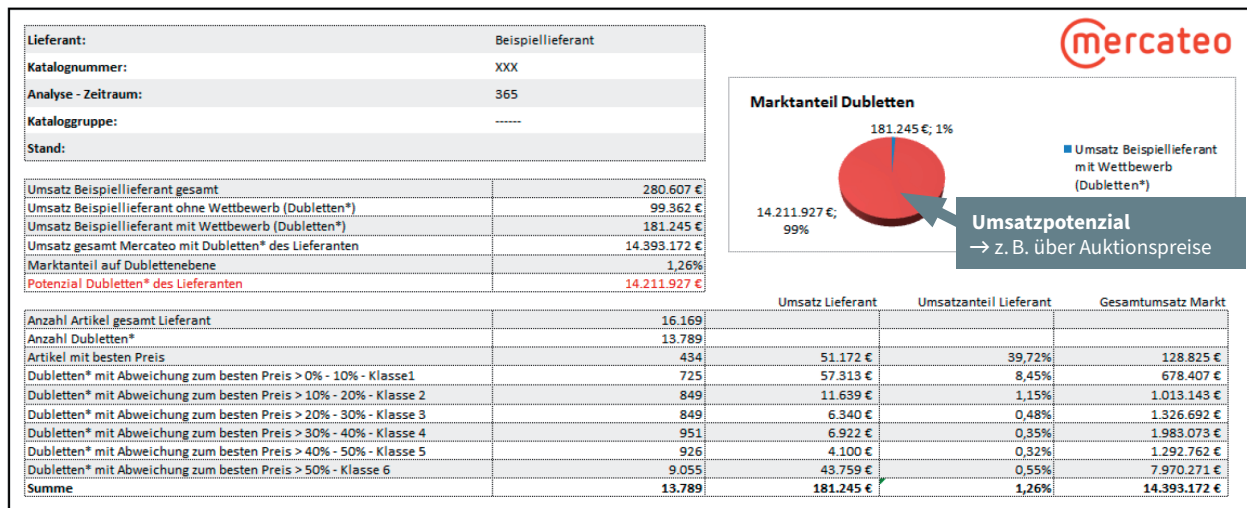 Lieferant: Beispiellieferant
Katalognummer: XXX
Analyse - Zeitraum: 365
Kataloggruppe: ------
Stand:
mercateo
Marktanteil Dubletten
181.245 €; 1%
14.211.927 €;
99%
Umsatz Beispiellieferant
mit Wettbewerb
(Dubletten*)
Umsatzpotenzial
→ z. B. über Auktionspreise
Umsatz Beispiellieferant gesamt 280.607 €
Umsatz Beispiellieferant ohne Wettbewerb (Dubletten*) 99.362 €
Umsatz Beispiellieferant mit Wettbewerb (Dubletten*) 181.245 €
Umsatz gesamt Mercateo mit Dubletten* des Lieferanten 14.393.172 €
Marktanteil auf Dublettenebene 1,26%
Potenzial Dubletten* des Lieferanten 14.211.927 €
Umsatz Lieferant Umsatzanteil Lieferant Gesamtumsatz Markt
Anzahl Artikel gesamt Lieferant 16.169
Anzahl Dubletten* 13.789
Artikel mit besten Preis 434 51.172 € 39,72% 128.825 €
Dubletten* mit Abweichung zum besten Preis > 0% - 10% - Klasse1 725 57.313 € 8,45% 678.407 €
Dubletten* mit Abweichung zum besten Preis > 10% - 20% - Klasse 2 849 11.639 € 1,15% 1.013.143 €
Dubletten* mit Abweichung zum besten Preis > 20% - 30% - Klasse 3 849 6.340 € 0,48% 1.326.692 €
Dubletten* mit Abweichung zum besten Preis > 30% - 40% - Klasse 4 951 6.922 € 0,35% 1.983.073 €
Dubletten* mit Abweichung zum besten Preis > 40% - 50% - Klasse 5 926 4.100 € 0,32% 1.292.762 €
Dubletten* mit Abweichung zum besten Preis > 50% - Klasse 6 9.055 43.759 € 0,55% 7.970.271 €
Summe 13.789 181.245 € 1,26% 14.393.172 €